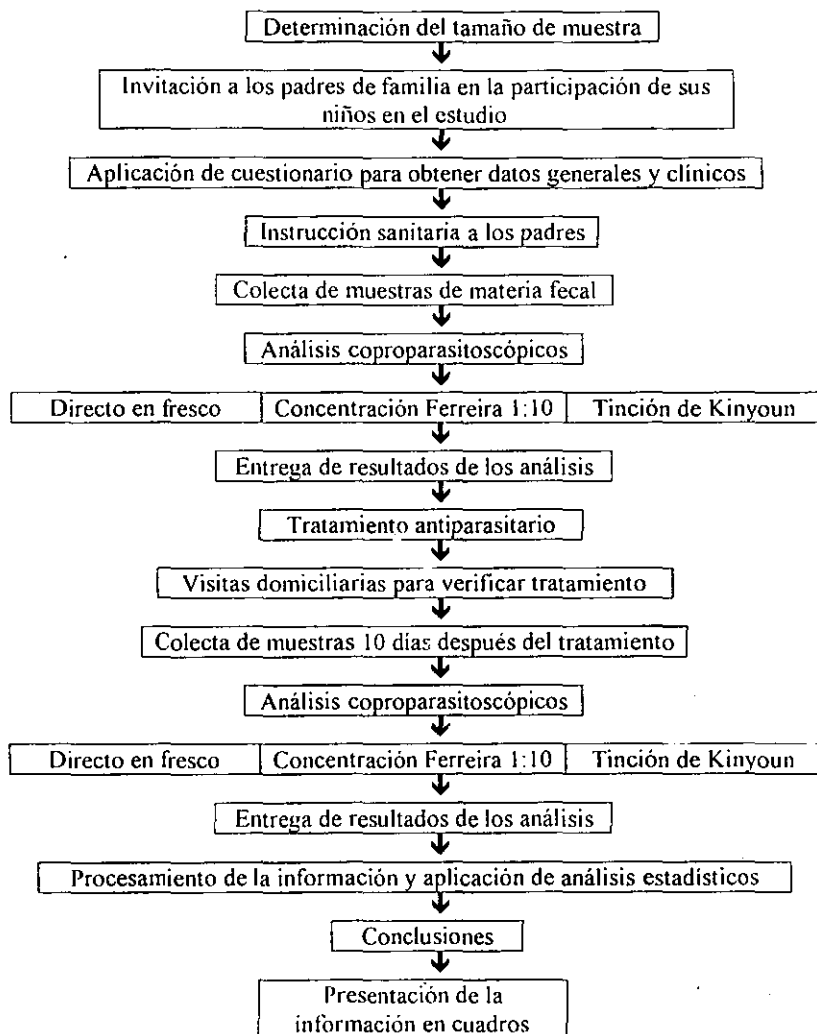 Determinación del tamaño de muestra
Invitación a los padres de familia en la participación de sus
niños en el estudio
Aplicación de cuestionario para obtener datos generales y clínicos
Instrucción sanitaria a los padres
Colecta de muestras de materia fecal
Análisis coproparasitoscópicos
Directo en fresco Concentración Ferreira 1:10 Tinción de Kinyoun
Entrega de resultados de los análisis
Tratamiento antiparasitario
Visitas domiciliarias para verificar tratamiento
Colecta de muestras 10 días después del tratamiento
Análisis coproparasitoscópicos
Directo en fresco Concentración Ferreira 1:10 Tinción de Kinyoun
Entrega de resultados de los análisis
Procesamiento de la información y aplicación de análisis estadísticos
Conclusiones
Presentación de la
información en cuadros